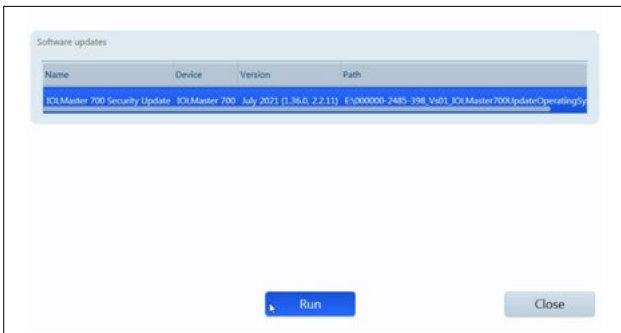 Software updates
Name Device Version Path
IOLMaster 700 Security Update IOLMaster 700 July 2021 (1.36.0, 2.2.11) E:\000000-2485-398_Vs01_IOLMaster700UpdateOperatingSy
Run Close